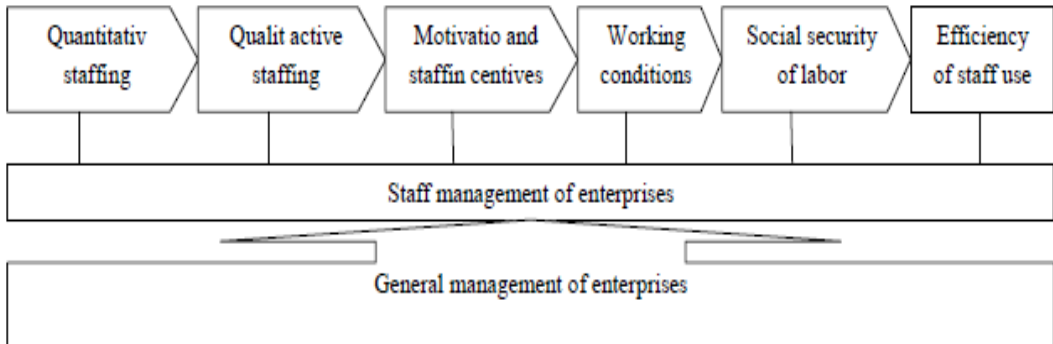 Quantitativ
staffing
Qualit active
staffing
Motivatio and
staffin centives
Working
conditions
Social security
of labor
Efficiency
of staff use
Staff management of enterprises
General management of enterprises